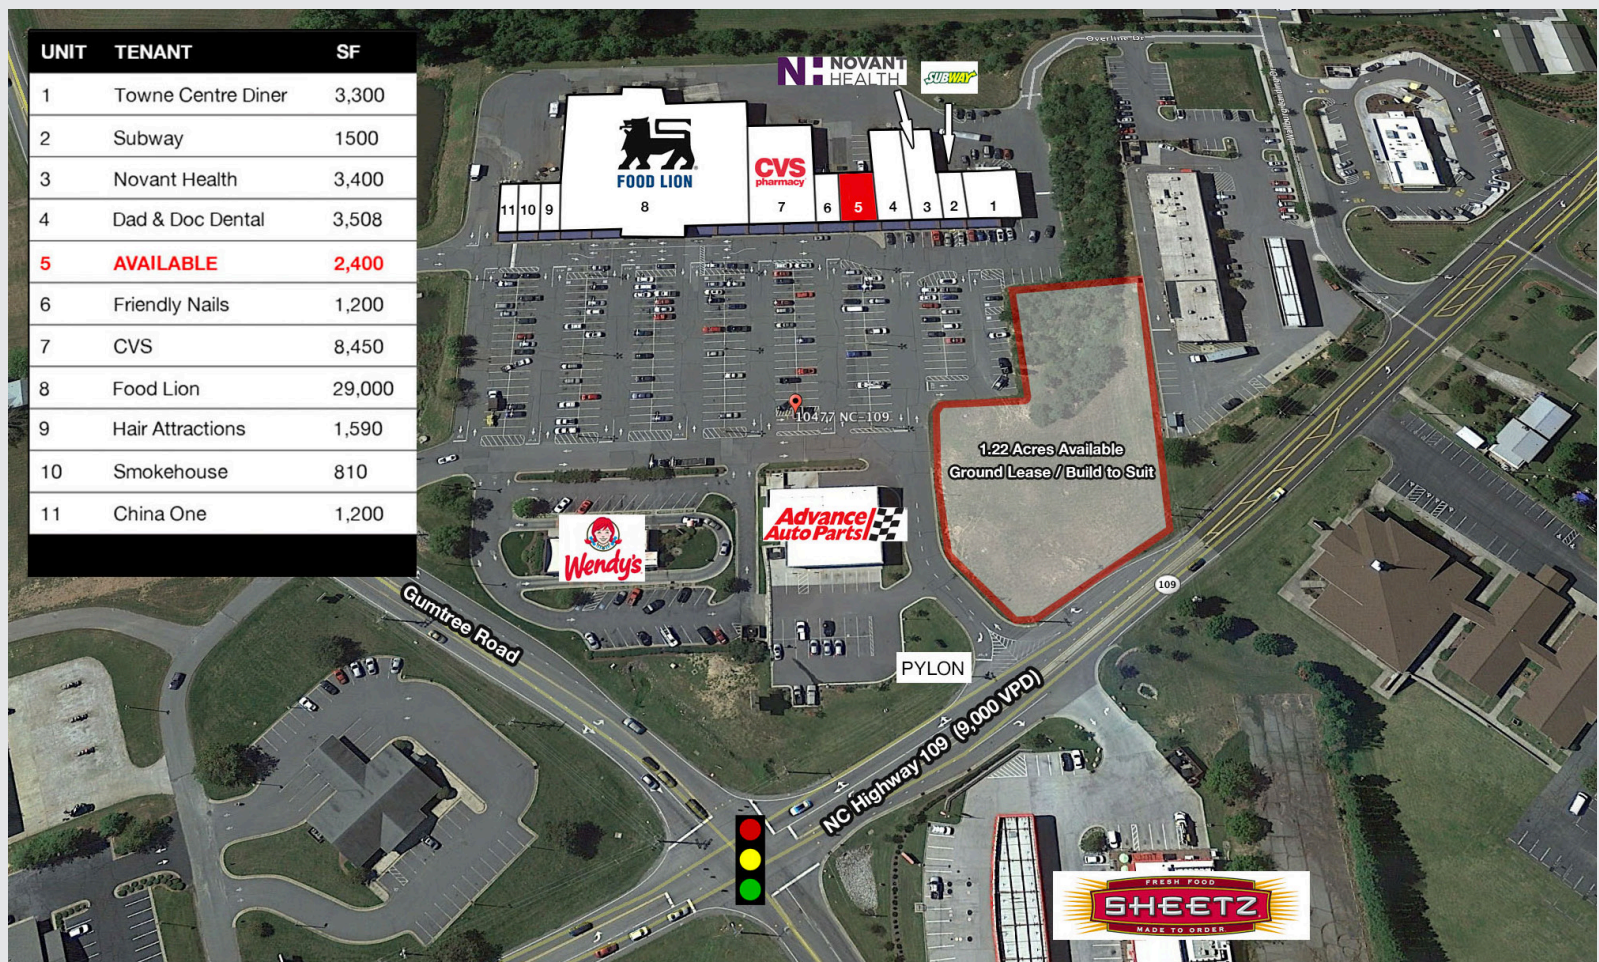 UNIT TENANT SF
1 Towne Centre Diner 3,300
2 Subway 1500
3 Novant Health 3,400
4 Dad & Doc Dental 3,508
5 AVAILABLE 2,400
6 Friendly Nails 1,200
7 CVS 8,450
8 Food Lion 29,000
9 Hair Attractions 1,590
10 Smokehouse 810
11 China One 1,200
Overline Dr
NH NOVANT
HEALTH
SUBWAY
FOOD LION
CVS
pharmacy
11 10 9 8 7 6 5 4 3 2 1
10477 NC-109
1.22 Acres Available
Ground Lease / Build to Suit
Wendy's
Advance
Auto Parts
109
Gumtree Road
PYLON
NC Highway 109 (9,000 VPD)
FRESH FOOD
SHEETZ
MADE TO ORDER